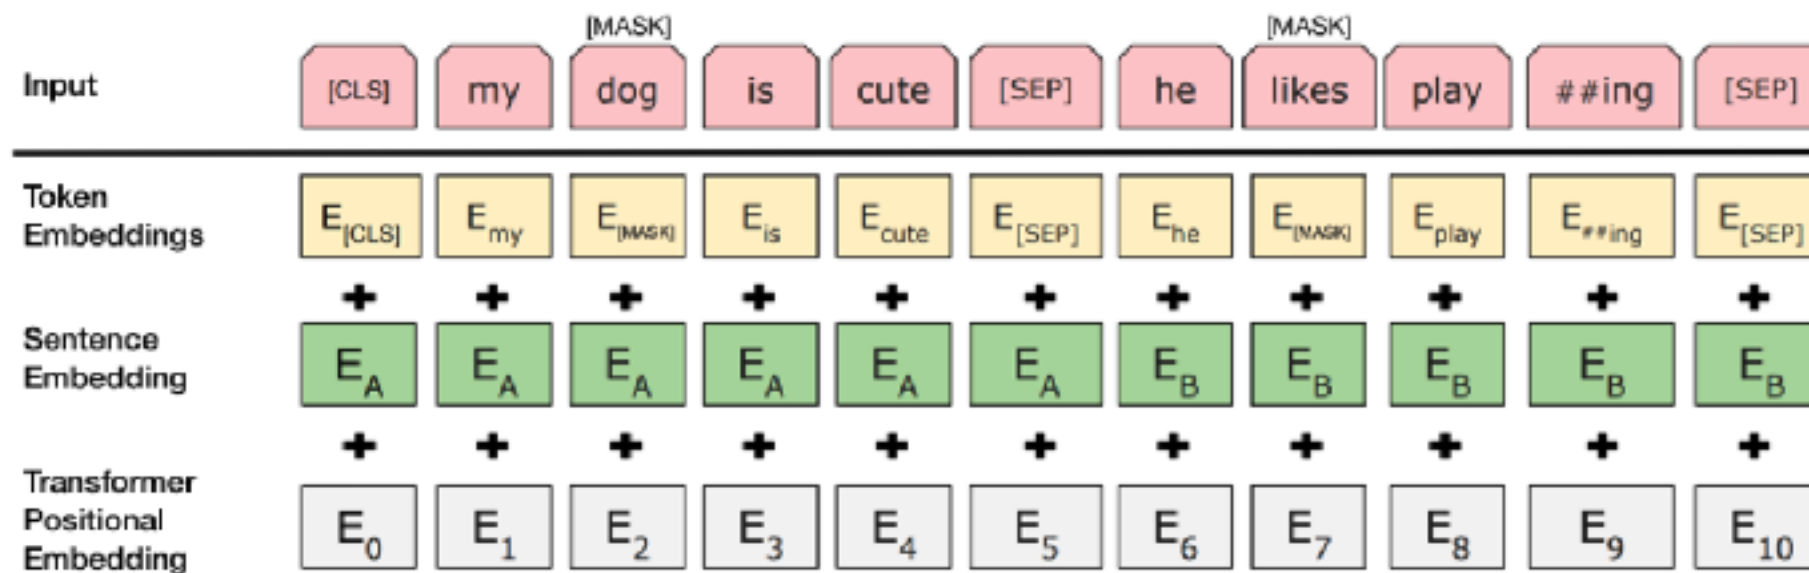 [MASK] [MASK]
Input [CLS] my dog is cute [SEP] he likes play ##ing [SEP]
Token
Embeddings
E[CLS] Emy E[MASK] Eis Ecute E[SEP] Ehe E[MASK] Eplay E##ing E[SEP]
+ + + + + + + + + + +
Sentence
Embedding
EA EA EA EA EA EA EB EB EB EB EB
+ + + + + + + + + + +
Transformer
Positional
Embedding
E0 E1 E2 E3 E4 E5 E6 E7 E8 E9 E10